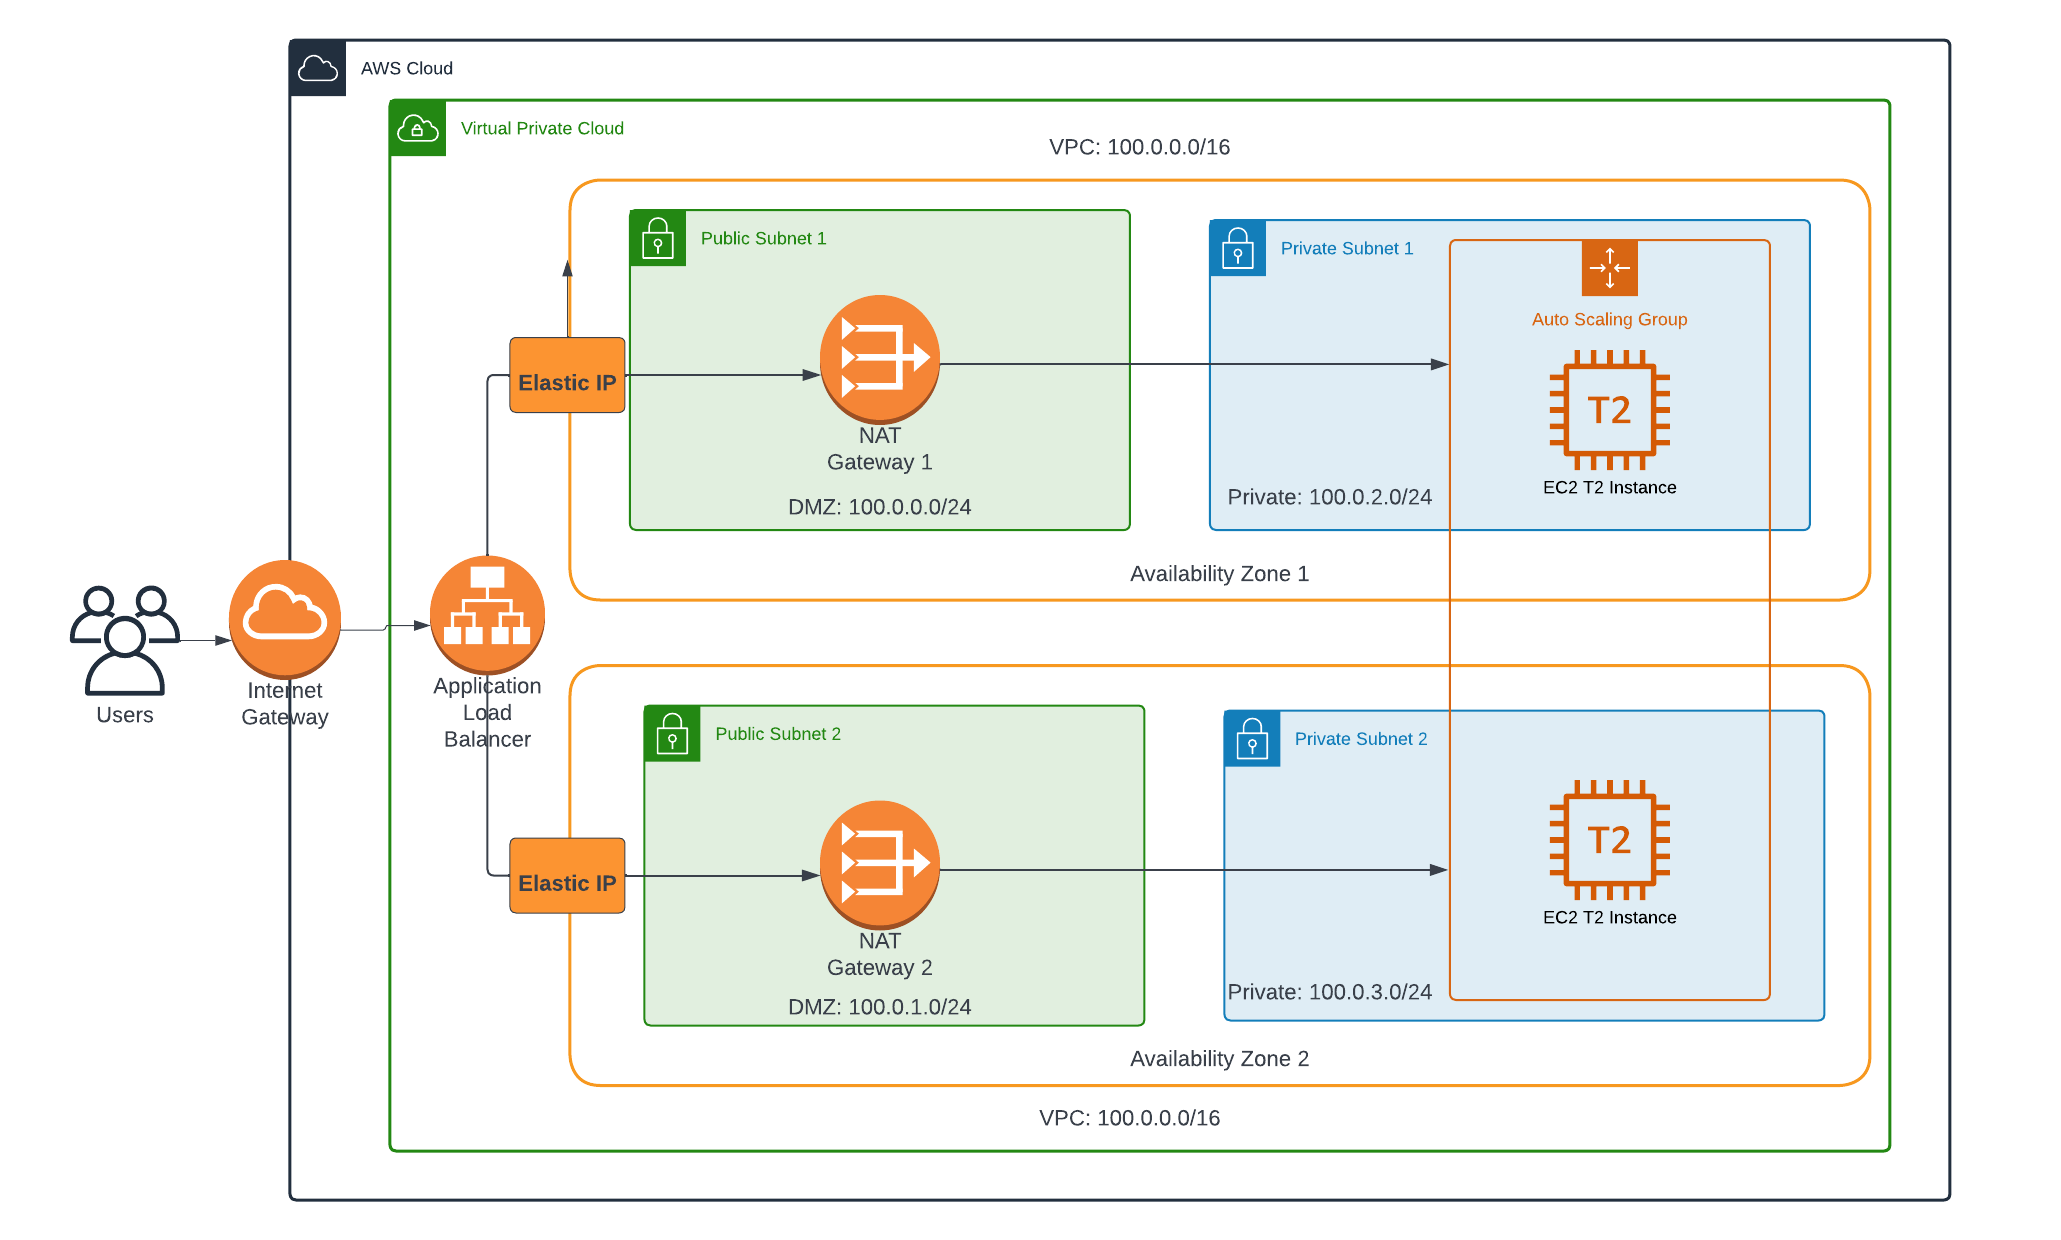 AWS Cloud
Virtual Private Cloud
VPC: 100.0.0.0/16
Public Subnet 1
Private Subnet 1
Auto Scaling Group
Elastic IP
T2
NAT
Gateway 1
EC2 T2 Instance
Private: 100.0.2.0/24
DMZ: 100.0.0.0/24
Availability Zone 1
Users
Internet
Gateway
Application
Load
Balancer
Public Subnet 2
Private Subnet 2
T2
Elastic IP
EC2 T2 Instance
NAT
Gateway 2
Private: 100.0.3.0/24
DMZ: 100.0.1.0/24
Availability Zone 2
VPC: 100.0.0.0/16